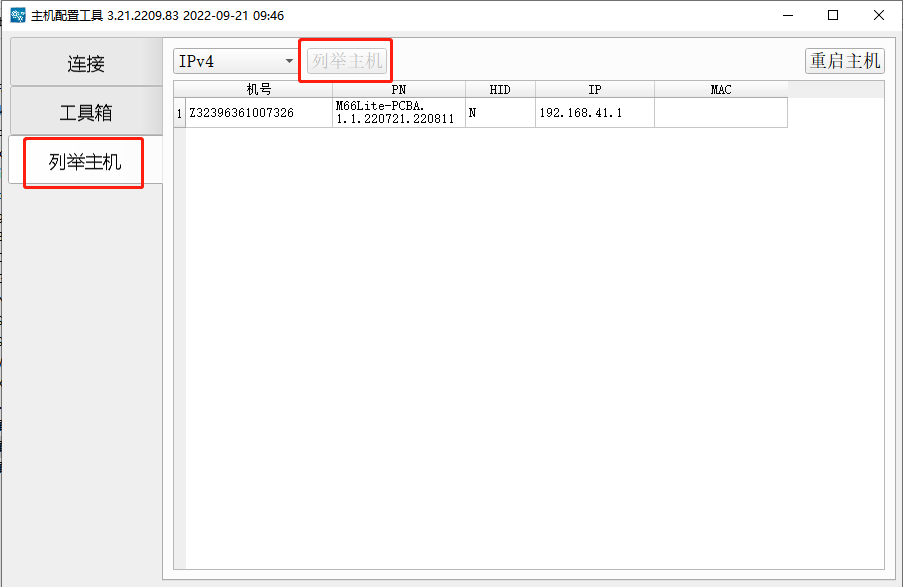 主机配置工具 3.21.2209.83 2022-09-21 09:46
连接
工具箱
列举主机
IPv4 列举主机 重启主机
机号 PN HID IP MAC
1 Z32396361007326 M66Lite-PCBA. N 192.168.41.1
1.1.220721.220811